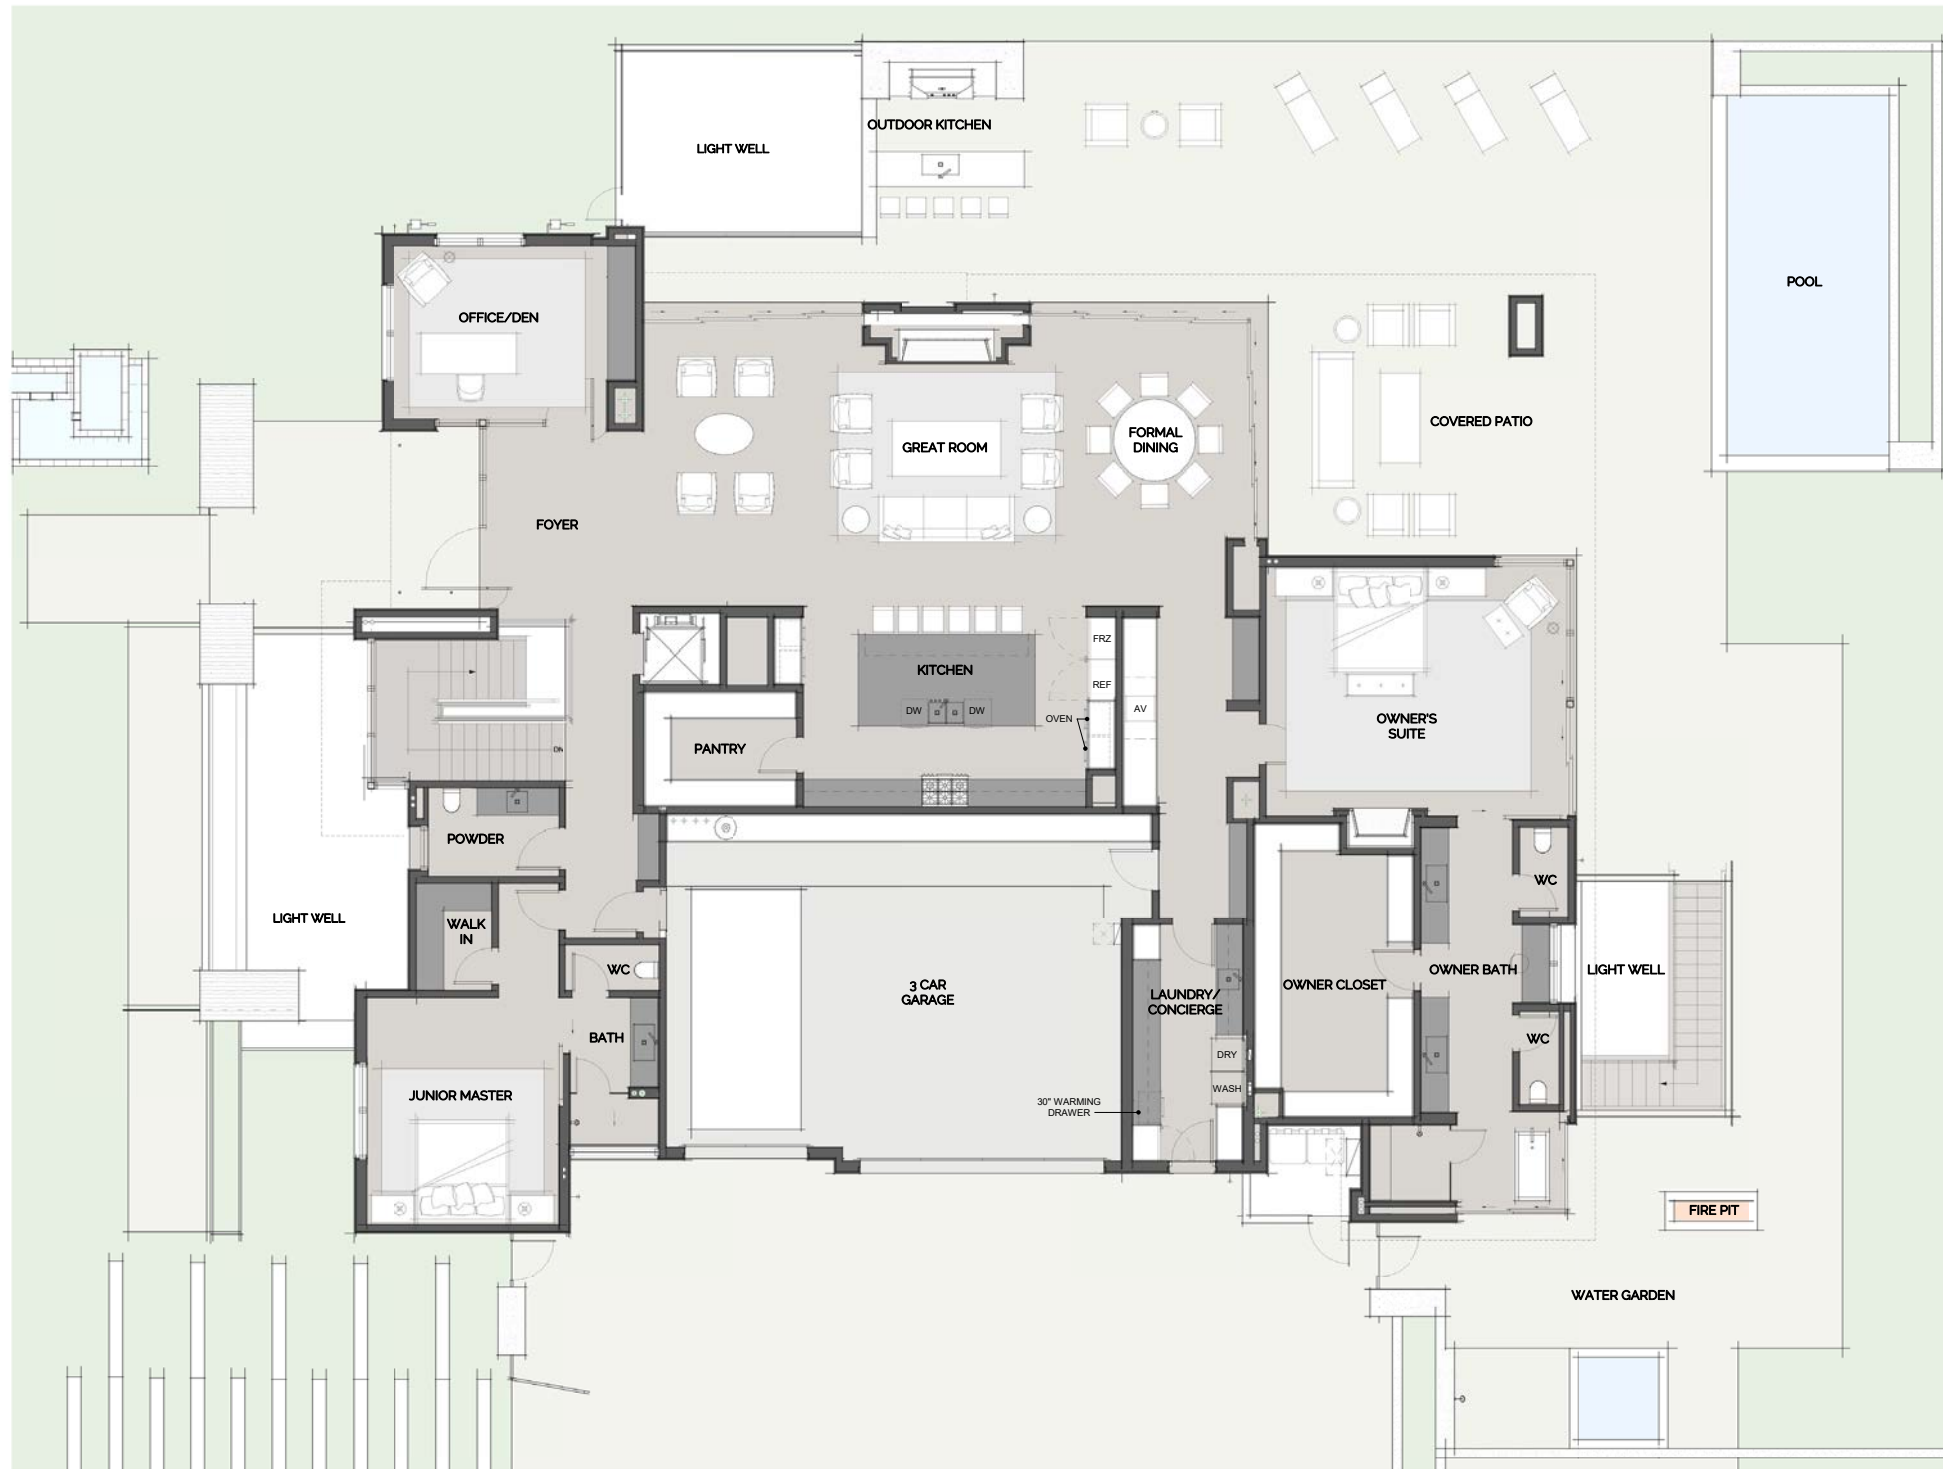 OUTDOOR KITCHEN
LIGHT WELL
POOL
OFFICE/DEN
COVERED PATIO
GREAT ROOM
FORMAL
DINING
FOYER
FRZ
KITCHEN
REF
DW
DW
OVEN
AV
OWNER'S
SUITE
PANTRY
DN
POWDER
WC
LIGHT WELL
WALK
IN
WC
3 CAR
GARAGE
LAUNDRY/
CONCIERGE
OWNER CLOSET
OWNER BATH
LIGHT WELL
BATH
WC
DRY
WASH
JUNIOR MASTER
30" WARMING
DRAWER
FIRE PIT
WATER GARDEN